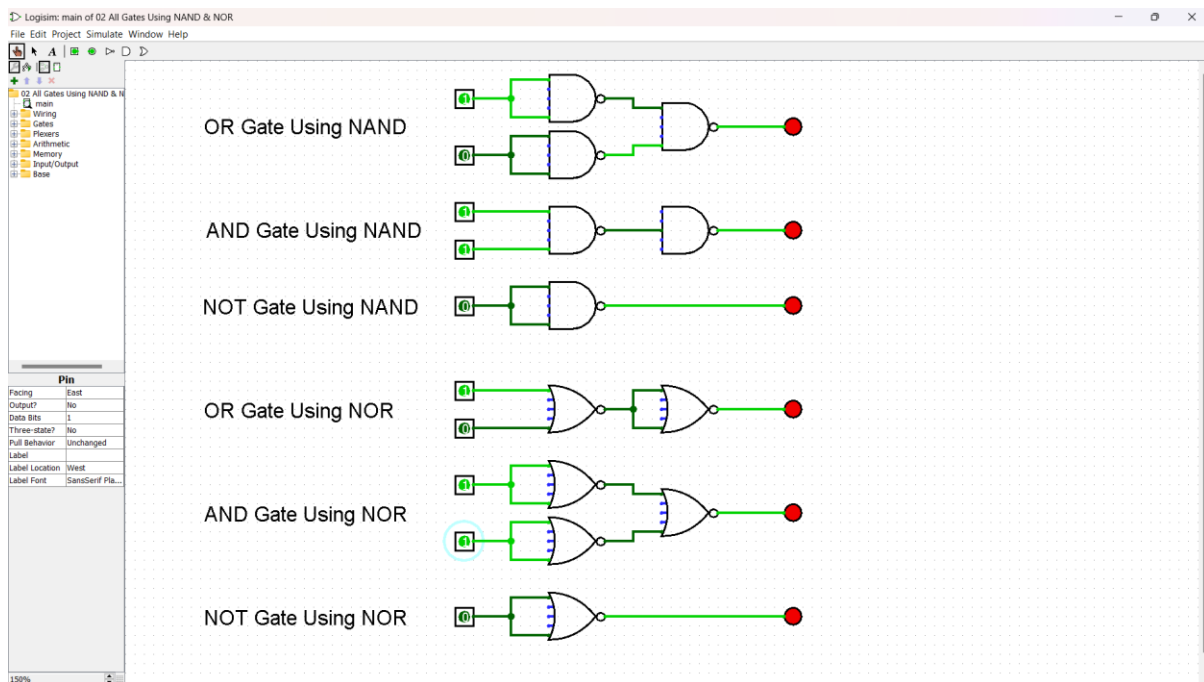 Logisim: main of 02 All Gates Using NAND & NOR
File Edit Project Simulate Window Help
A
02 All Gates Using NAND & N
main
Wiring
Gates
Plexers
Arithmetic
Memory
Input/Output
Base
Pin
Facing East
Output? No
Data Bits 1
Three-state? No
Pull Behavior Unchanged
Label
Label Location West
Label Font SansSerif Pla...
150%
1
OR Gate Using NAND
0
1
AND Gate Using NAND
1
NOT Gate Using NAND 0
1
OR Gate Using NOR
0
1
AND Gate Using NOR
1
NOT Gate Using NOR 0